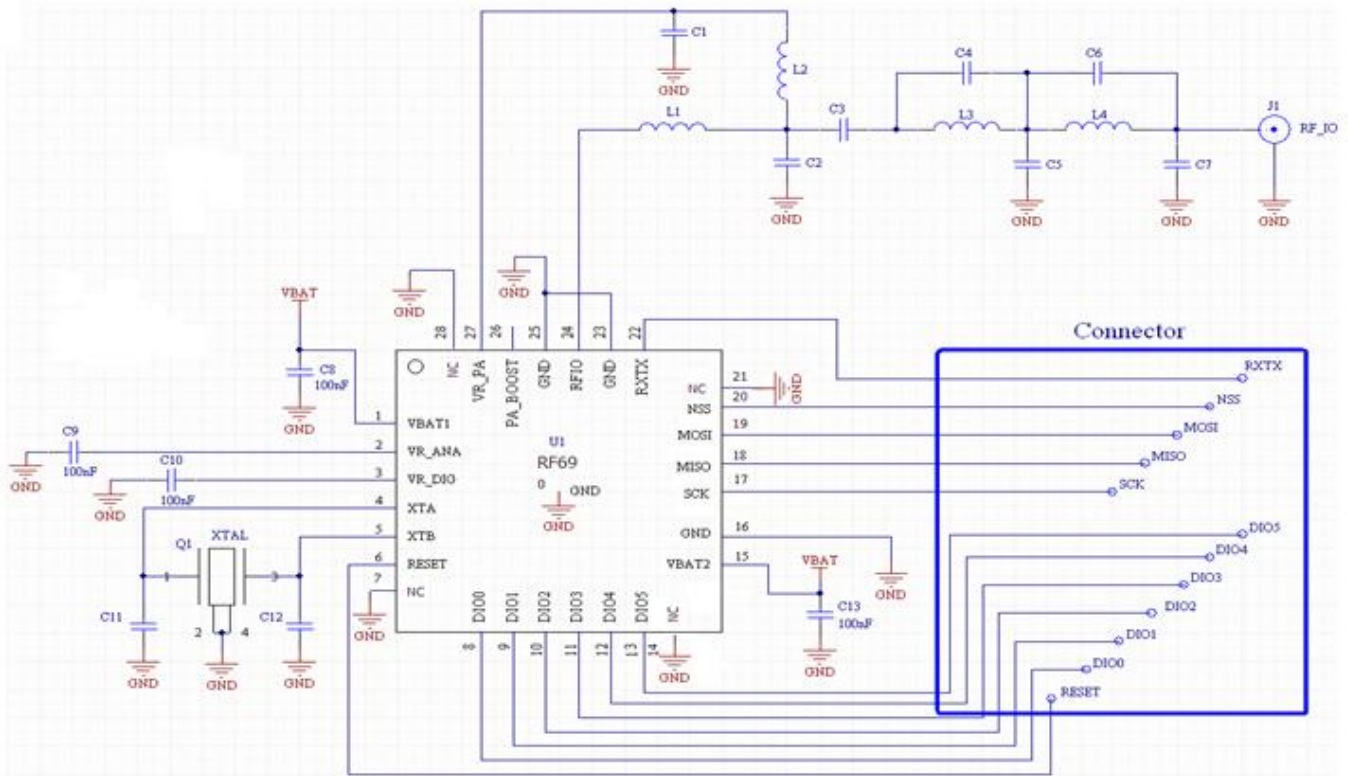 C1
GND
L2
C4
C6
L1
C3
L3
L4
J1
RF_IO
C2
C5
C7
GND
GND
GND
GND
VBAT
GND
GND
C8
100nF
GND
28
27
26
25
24
23
22
NC
VR_PA
PA_BOOST
GND
RFIO
GND
RXTX
Connector
RXTX
NSS
MOSI
MISO
SCK
DIO5
DIO4
DIO3
DIO2
DIO1
DIO0
RESET
1
VBAT1
2
VR_ANA
3
VR_DIG
4
XTA
5
XTB
6
RESET
7
NC
C9
100nF
GND
C10
100nF
GND
U1
RF69
0
GND
GND
NC
21
GND
NSS
20
MOSI
19
MISO
18
SCK
17
GND
16
VBAT2
15
GND
VBAT
C13
100nF
GND
Q1
XTAL
1
3
2
4
C11
C12
GND
GND
GND
GND
DIO0
DIO1
DIO2
DIO3
DIO4
DIO5
NC
8
9
10
11
12
13
14
GND